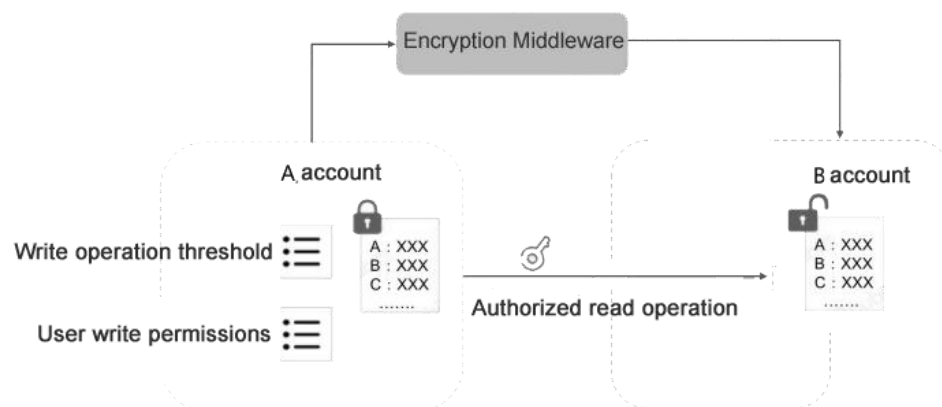 Encryption Middleware
A account
B account
Write operation threshold
A : XXX
B : XXX
C : XXX
.......
A : XXX
B : XXX
C : XXX
.......
Authorized read operation
User write permissions